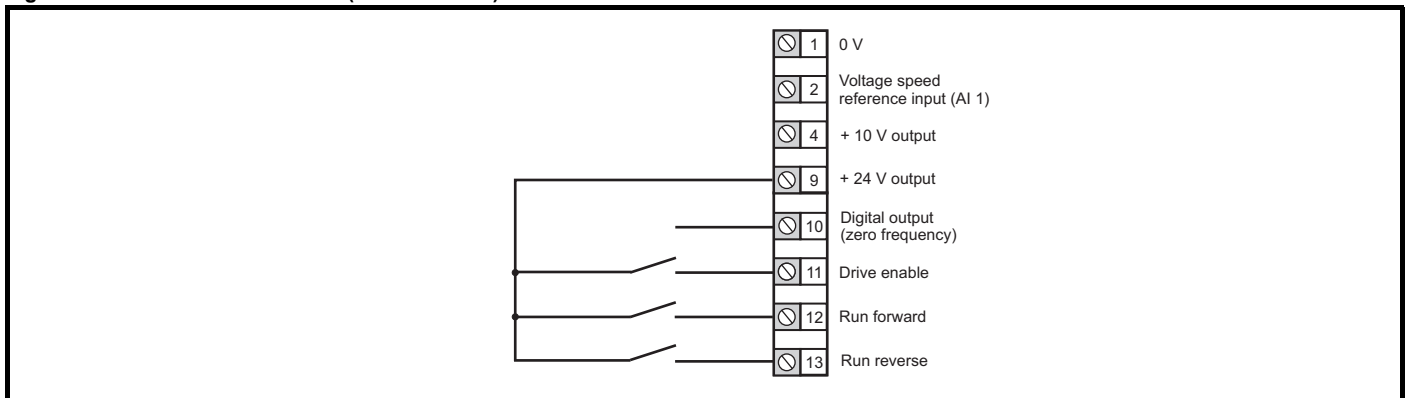 1 0 V
2 Voltage speed
reference input (AI 1)
4 + 10 V output
9 + 24 V output
10 Digital output
(zero frequency)
11 Drive enable
12 Run forward
13 Run reverse